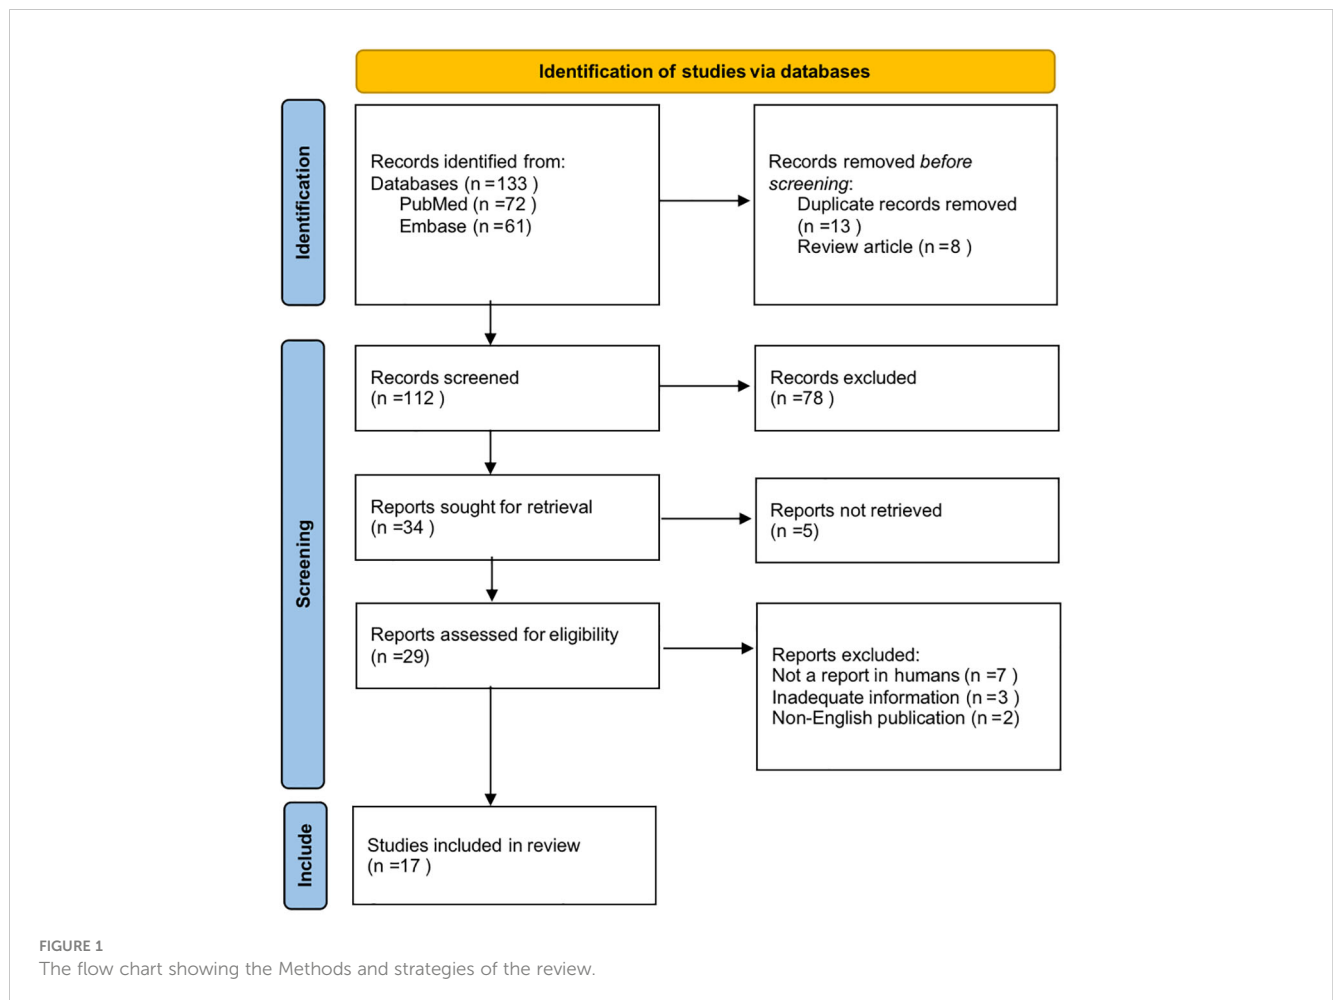 Identification of studies via databases
Identification
Records identified from:
Databases (n =133 )
PubMed (n =72 )
Embase (n =61)
Records removed before
screening:
Duplicate records removed
(n =13 )
Review article (n =8 )
Screening
Records screened
(n =112 )
Records excluded
(n =78 )
Reports sought for retrieval
(n =34 )
Reports not retrieved
(n =5)
Reports assessed for eligibility
(n =29)
Reports excluded:
Not a report in humans (n =7 )
Inadequate information (n =3 )
Non-English publication (n =2)
Include
Studies included in review
(n =17 )
FIGURE 1
The flow chart showing the Methods and strategies of the review.